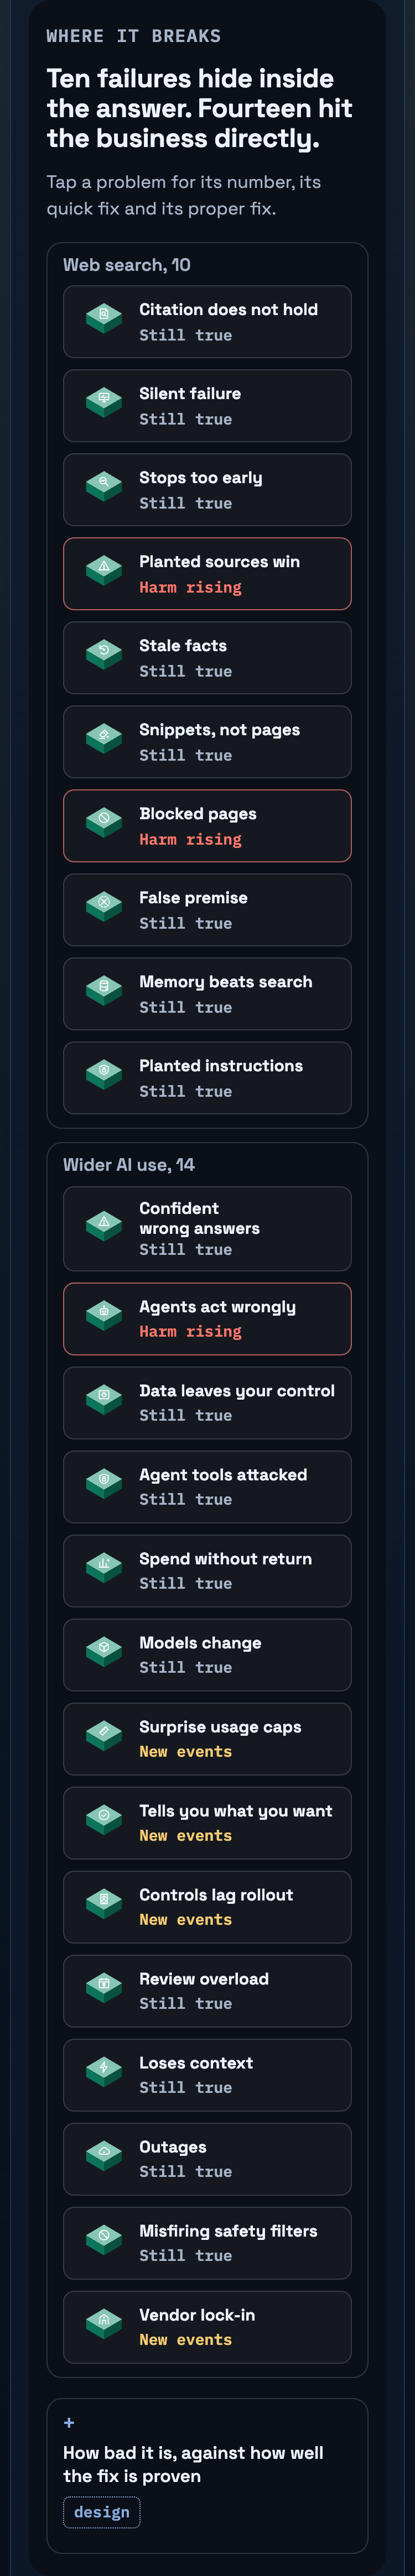 WHERE IT BREAKS
Ten failures hide inside
the answer. Fourteen hit
the business directly.
Tap a problem for its number, its
quick fix and its proper fix.
Web search, 10
Citation does not hold
Still true
Silent failure
Still true
Stops too early
Still true
Planted sources win
Harm rising
Stale facts
Still true
Snippets, not pages
Still true
Blocked pages
Harm rising
False premise
Still true
Memory beats search
Still true
Planted instructions
Still true
Wider AI use, 14
Confident
wrong answers
Still true
Agents act wrongly
Harm rising
Data leaves your control
Still true
Agent tools attacked
Still true
Spend without return
Still true
Models change
Still true
Surprise usage caps
New events
Tells you what you want
New events
Controls lag rollout
New events
Review overload
Still true
Loses context
Still true
Outages
Still true
Misfiring safety filters
Still true
Vendor lock-in
New events
+
How bad it is, against how well
the fix is proven
design